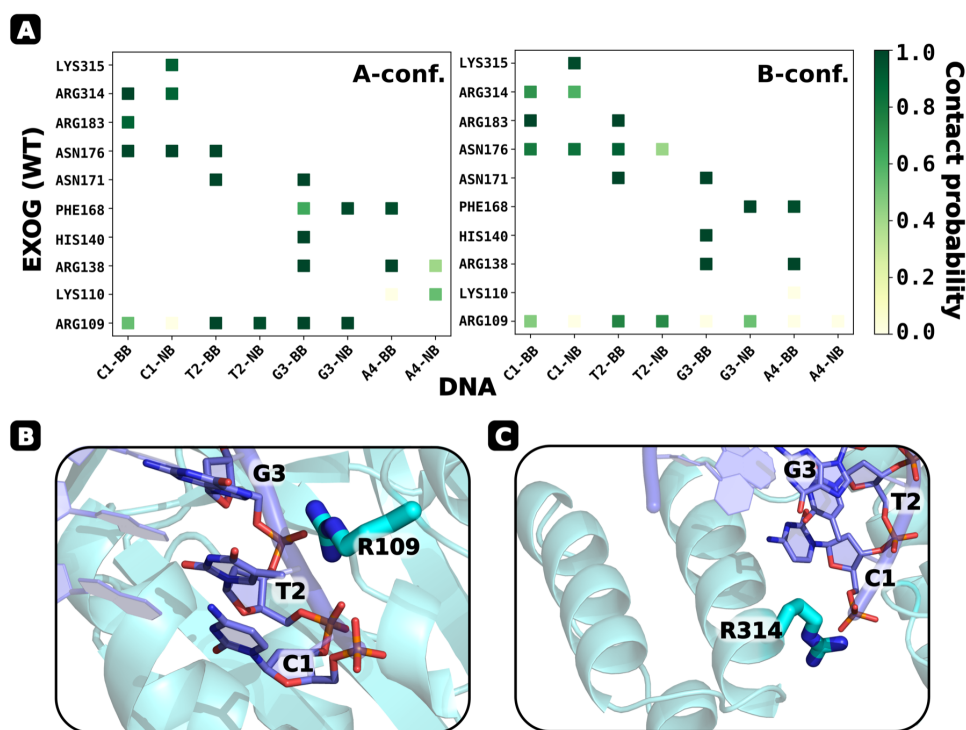 A
EXOG (WT)
A-conf.
LYS315
ARG314
ARG183
ASN176
ASN171
PHE168
HIS140
ARG138
LYS110
ARG109
C1-BB
C1-NB
T2-BB
T2-NB
G3-BB
G3-NB
A4-BB
A4-NB
B-conf.
LYS315
ARG314
ARG183
ASN176
ASN171
PHE168
HIS140
ARG138
LYS110
ARG109
C1-BB
C1-NB
T2-BB
T2-NB
G3-BB
G3-NB
A4-BB
A4-NB
DNA
1.0
0.8
0.6
0.4
0.2
0.0
Contact probability
B
G3
R109
T2
C1
C
G3
T2
C1
R314